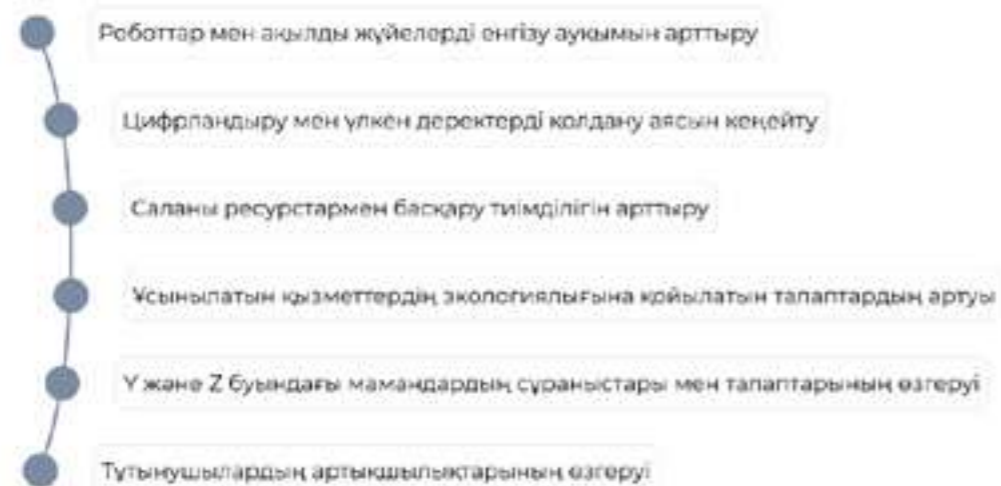 Роботтар мен ақылды жүйелерді енгізу ауқымын арттыру
Цифрландыру мен үлкен деректерді қолдану аясын кеңейту
Саланы ресурстармен басқару тиімділігін арттыру
Ұсынылатын қызметтердің экологиялығына қойылатын талаптардың артуы
Y және Z буындағы мамандардың сұраныстары мен талаптарының өзгеруі
Тұтынушылардың артықшылықтарының өзгеруі